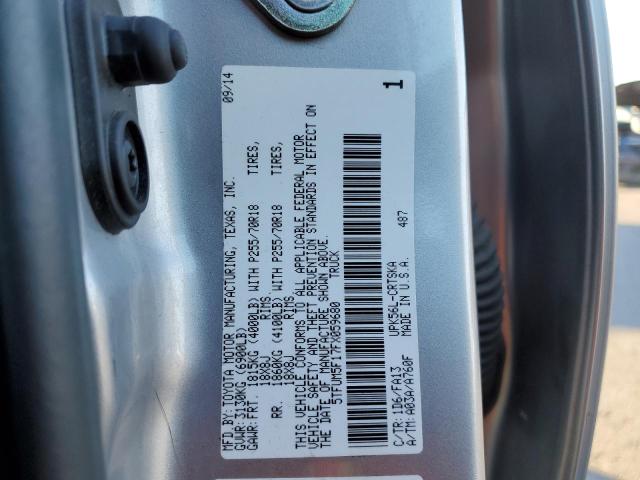 MFD. BY: TOYOTA MOTOR MANUFACTURING, TEXAS, INC. 09/14
GVWR: 3130KG (6900LB)
GAWR: FRT. 1815KG (4000LB) WITH P255/70R18 TIRES,
18X8J RIMS,
RR. 1860KG (4100LB) WITH P255/70R18 TIRES,
18X8J RIMS.
THIS VEHICLE CONFORMS TO ALL APPLICABLE FEDERAL MOTOR
VEHICLE SAFETY AND THEFT PREVENTION STANDARDS IN EFFECT ON
THE DATE OF MANUFACTURE SHOWN ABOVE.
5TFUM5F17FX059680 TRUCK
1
UPK56L-CRTSKA
C/TR: 1D6/FA13 MADE IN U.S.A. 487
A/TM: A03A/A760F